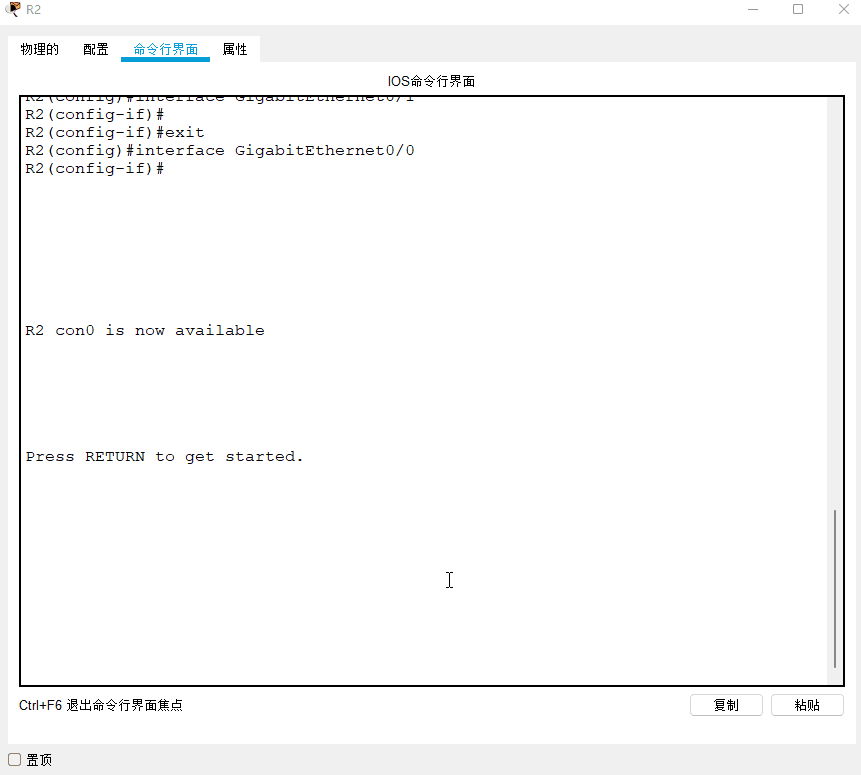 R2
物理的 配置 命令行界面 属性
IOS命令行界面
R2(config)#interface GigabitEthernet0/1
R2(config-if)#
R2(config-if)#exit
R2(config)#interface GigabitEthernet0/0
R2(config-if)#
R2 con0 is now available
Press RETURN to get started.
Ctrl+F6 退出命令行界面焦点
复制 粘贴
置顶